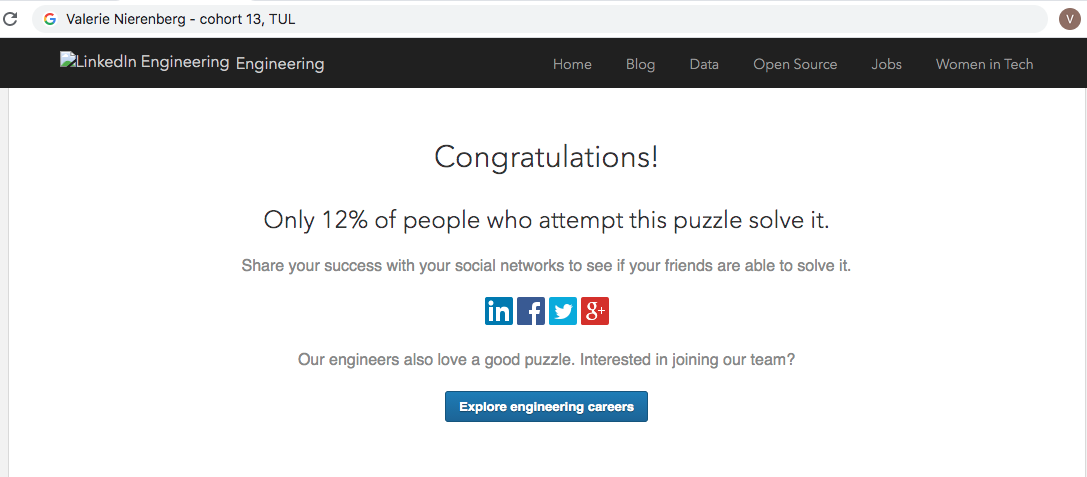 Valerie Nierenberg - cohort 13, TUL
V
LinkedIn Engineering Engineering
Home Blog Data Open Source Jobs Women in Tech
Congratulations!
Only 12% of people who attempt this puzzle solve it.
Share your success with your social networks to see if your friends are able to solve it.
in f g+
Our engineers also love a good puzzle. Interested in joining our team?
Explore engineering careers